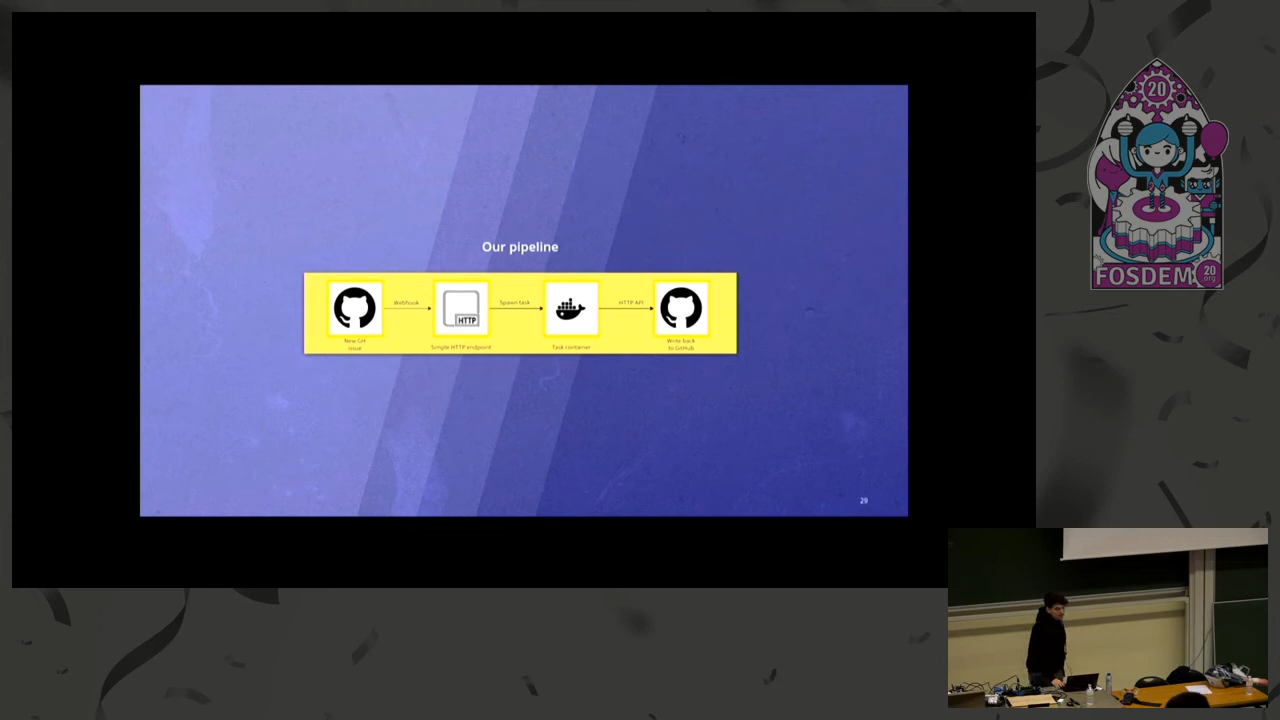 20
Our pipeline
Webhook
Spawn task
HTTP API
HTTP
New GH
issue
Simple HTTP endpoint
Task container
Write back
to GitHub
29
FOSDEM
20
.org